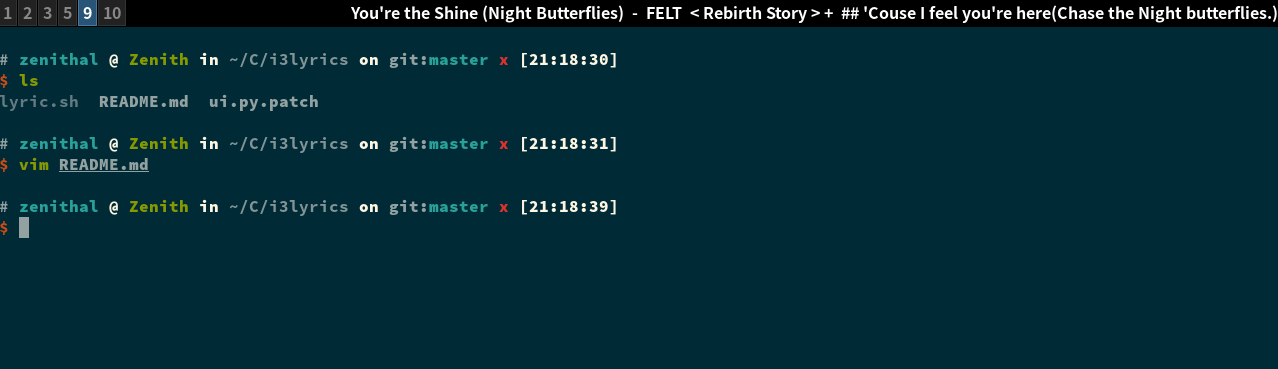 1 2 3 5 9 10 You're the Shine (Night Butterflies) - FELT < Rebirth Story > + ## 'Couse I feel you're here(Chase the Night butterflies.)
# zenithal @ Zenith in ~/C/i3lyrics on git:master x [21:18:30]
$ ls
lyric.sh README.md ui.py.patch
# zenithal @ Zenith in ~/C/i3lyrics on git:master x [21:18:31]
$ vim README.md
# zenithal @ Zenith in ~/C/i3lyrics on git:master x [21:18:39]
$